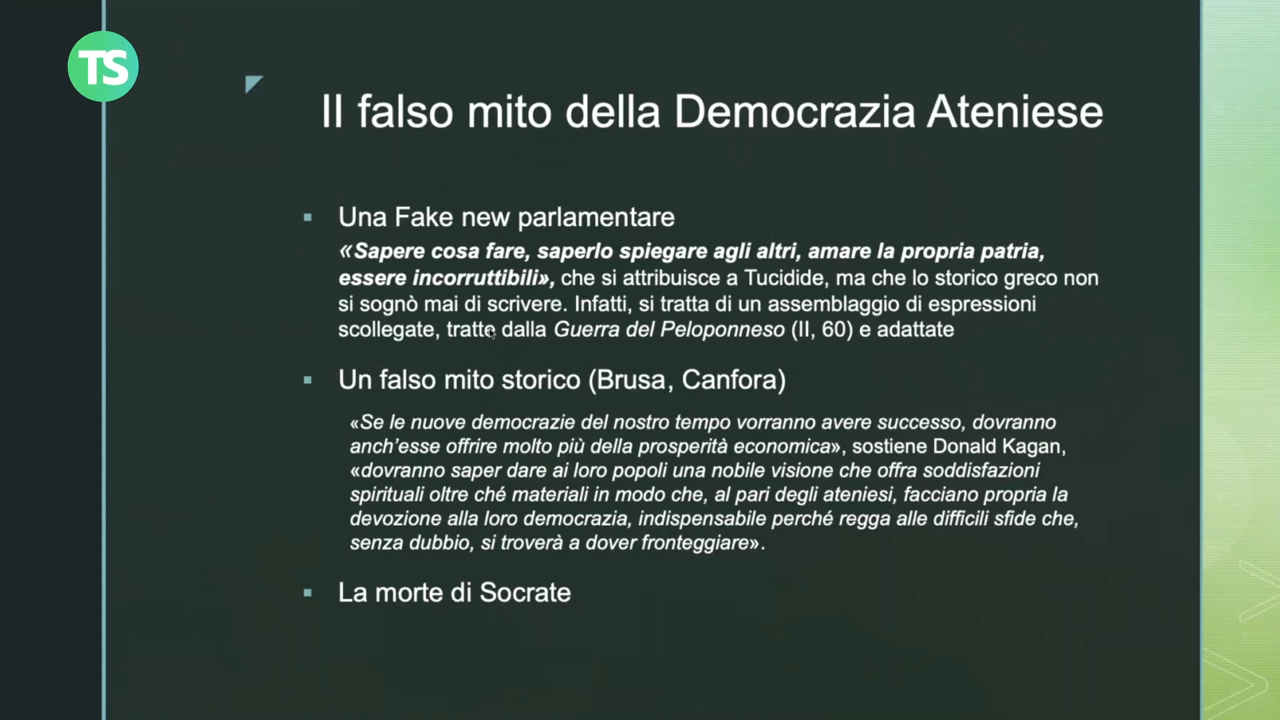 TS
Il falso mito della Democrazia Ateniese
Una Fake new parlamentare
«Sapere cosa fare, saperlo spiegare agli altri, amare la propria patria,
essere incorruttibili», che si attribuisce a Tucidide, ma che lo storico greco non
si sognò mai di scrivere. Infatti, si tratta di un assemblaggio di espressioni
scollegate, tratte dalla Guerra del Peloponneso (II, 60) e adattate
Un falso mito storico (Brusa, Canfora)
«Se le nuove democrazie del nostro tempo vorranno avere successo, dovranno
anch'esse offrire molto più della prosperità economica», sostiene Donald Kagan,
«dovranno saper dare ai loro popoli una nobile visione che offra soddisfazioni
spirituali oltre ché materiali in modo che, al pari degli ateniesi, facciano propria la
devozione alla loro democrazia, indispensabile perché regga alle difficili sfide che,
senza dubbio, si troverà a dover fronteggiare».
La morte di Socrate